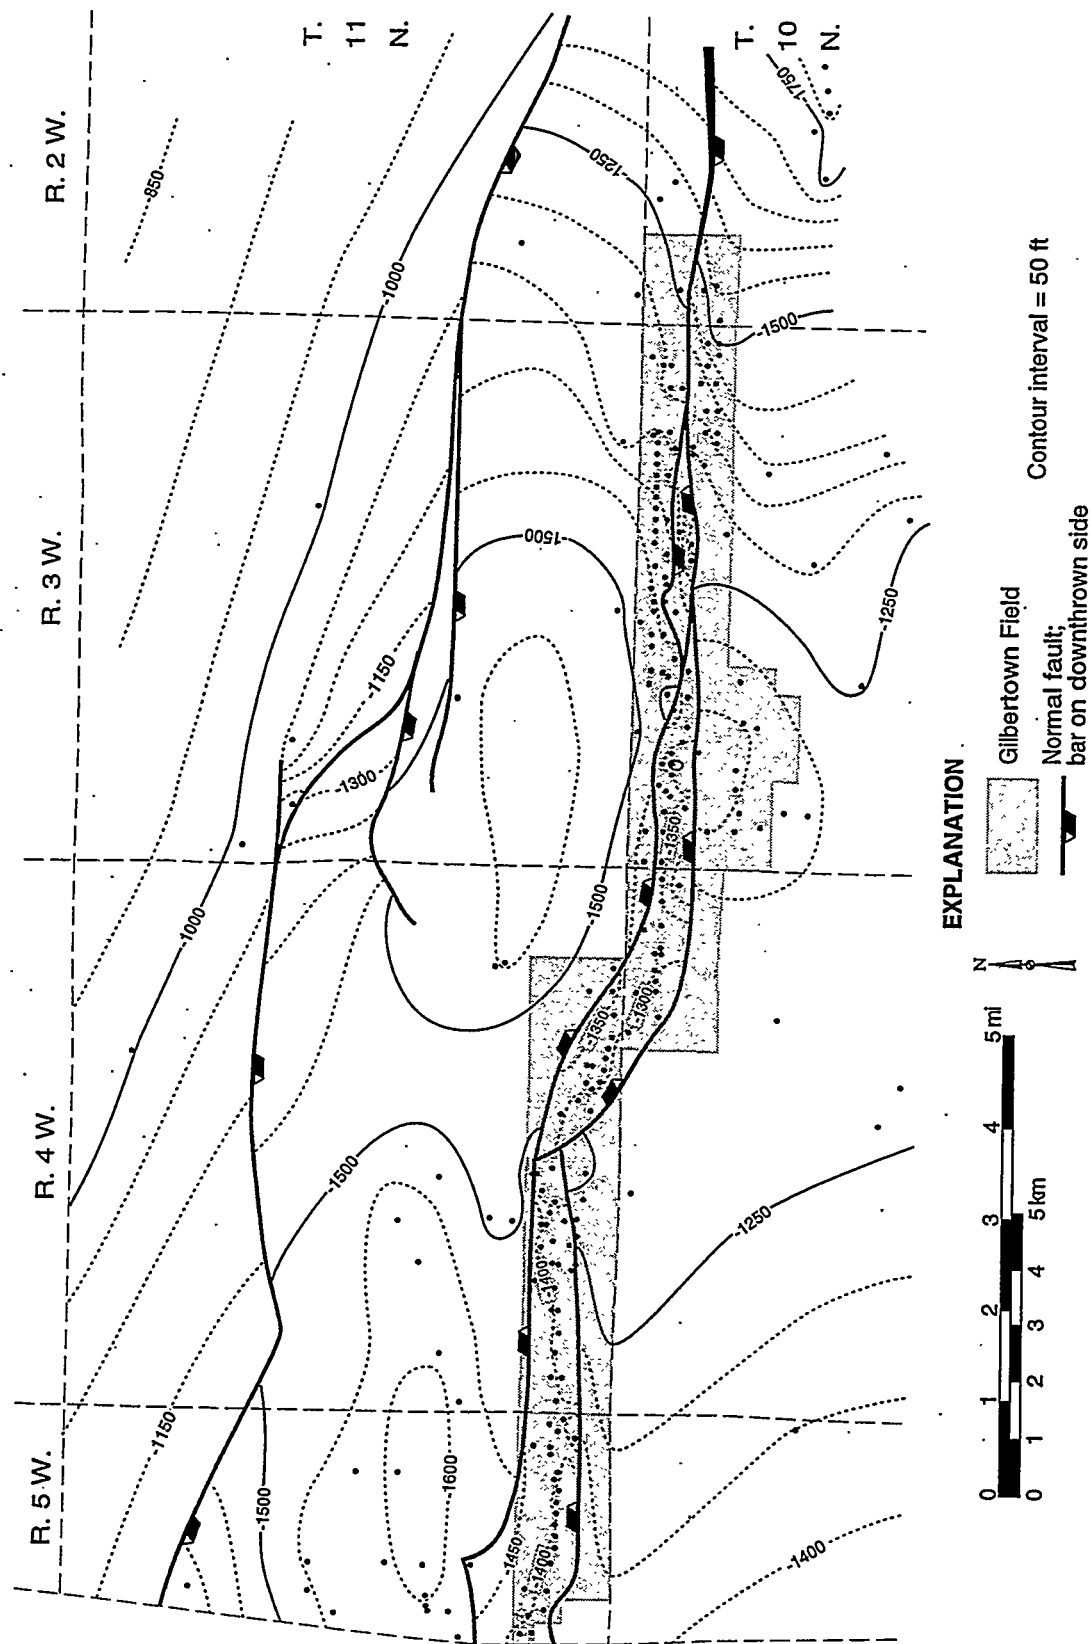 R. 5 W.
R. 4 W.
R. 3 W.
R. 2 W.
T.
11
N.
T.
10
N.
850
1000
1000
-1150
-1150
-1300
-1500
-1500
1500
1500
-1600
1450
-1400
-1400
-1350
-1300
-1350
-1250
-1250
-1250
-1500
-1750
-1400
EXPLANATION
Gilbertown Field
Normal fault;
bar on downthrown side
Contour interval = 50 ft
N
0 1 2 3 4 5 mi
0 1 2 3 4 5 km